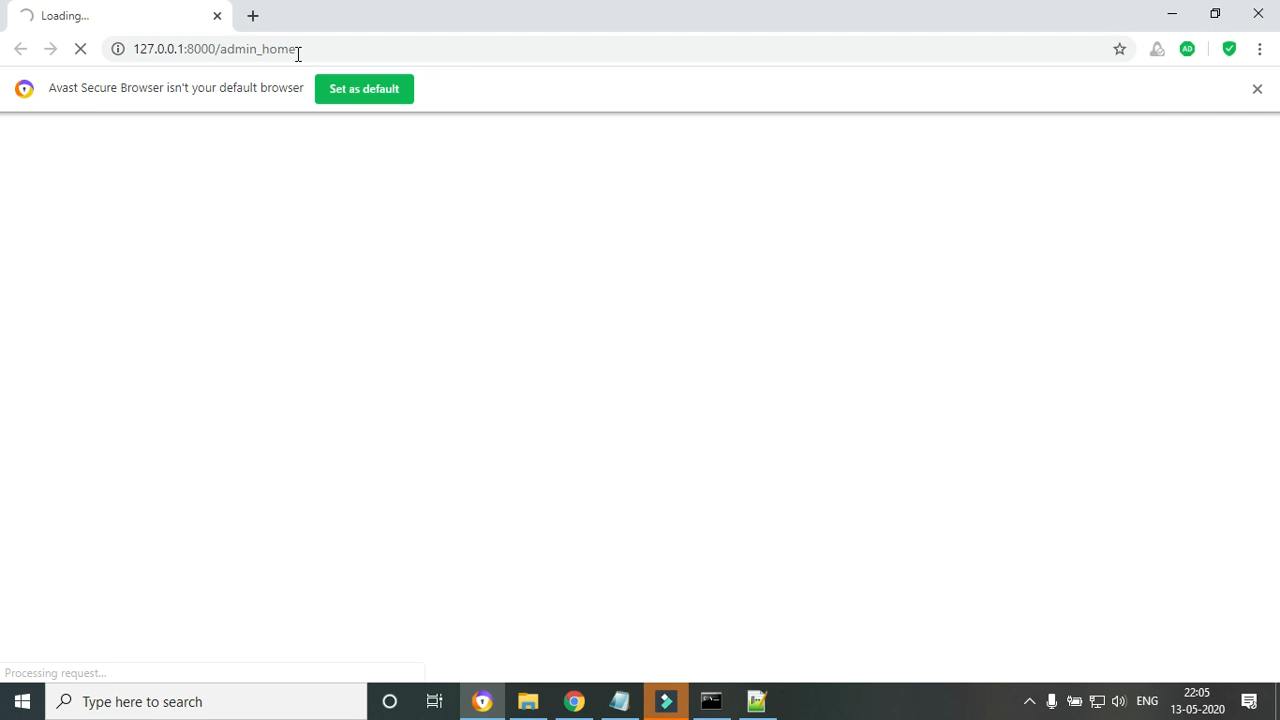 Loading...
127.0.0.1:8000/admin_home
AD
Avast Secure Browser isn't your default browser
Set as default
Processing request...
Type here to search
ENG
22:05
13-05-2020